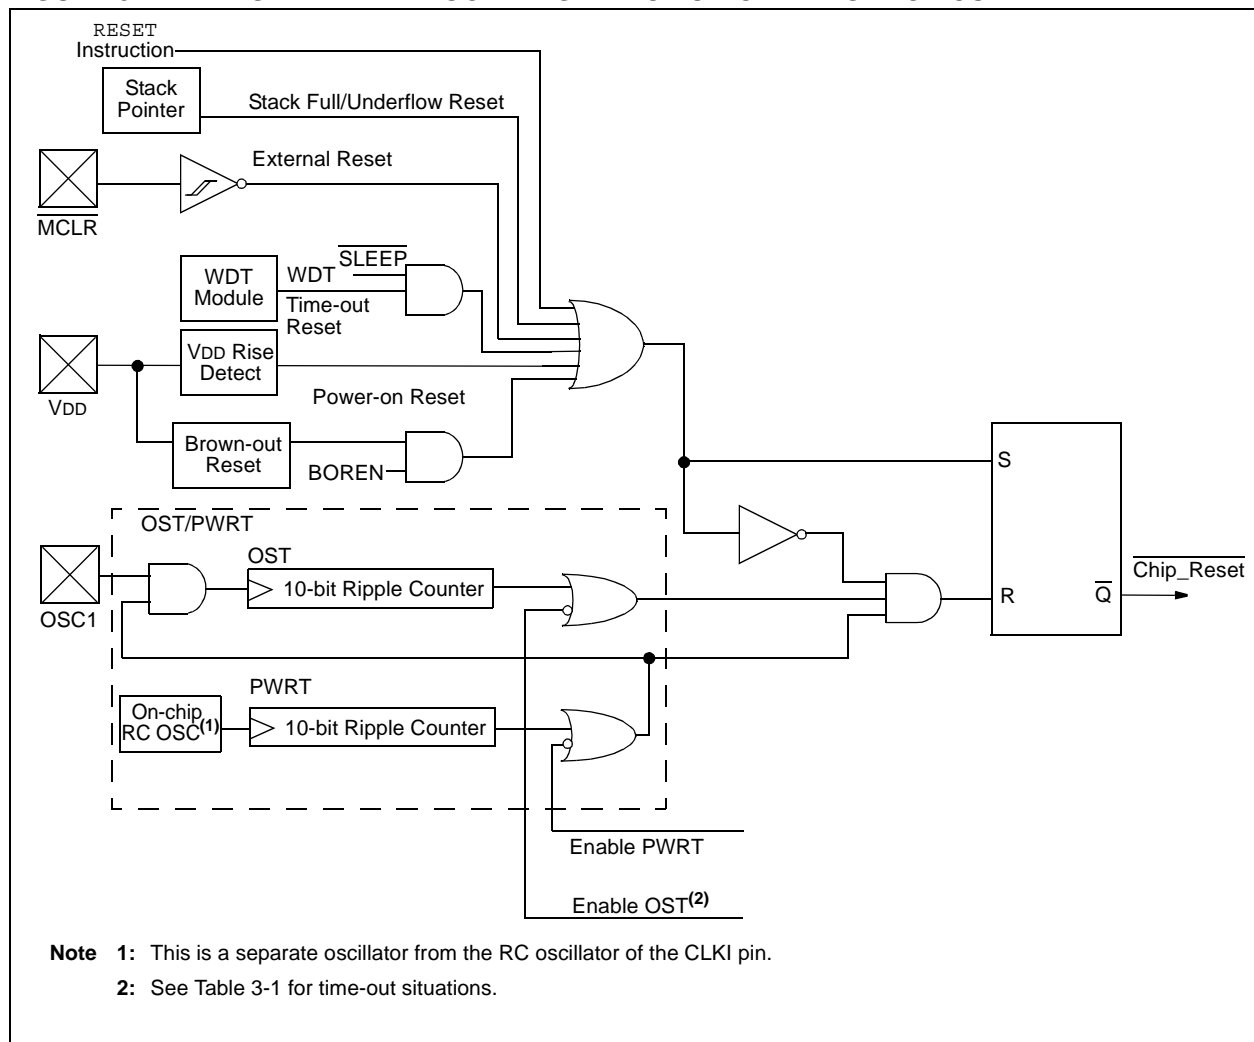 RESET
Instruction
Stack
Pointer
Stack Full/Underflow Reset
External Reset
MCLR
SLEEP
WDT
Module
WDT
Time-out
Reset
VDD Rise
Detect
VDD
Power-on Reset
Brown-out
Reset
BOREN
S
OST/PWRT
OST
10-bit Ripple Counter
OSC1
Chip_Reset
R
Q
PWRT
On-chip
RC OSC(1)
10-bit Ripple Counter
Enable PWRT
Enable OST(2)
Note 1: This is a separate oscillator from the RC oscillator of the CLKI pin.
2: See Table 3-1 for time-out situations.